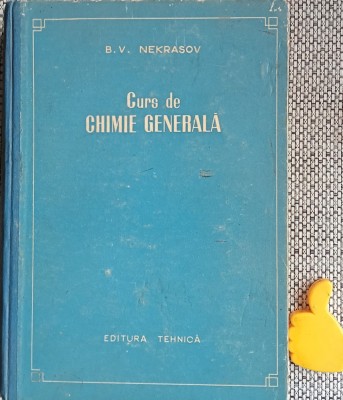 B.V. NEKRASOV
Curs de
CHIMIE GENERALĂ
EDITURA TEHNICĂ